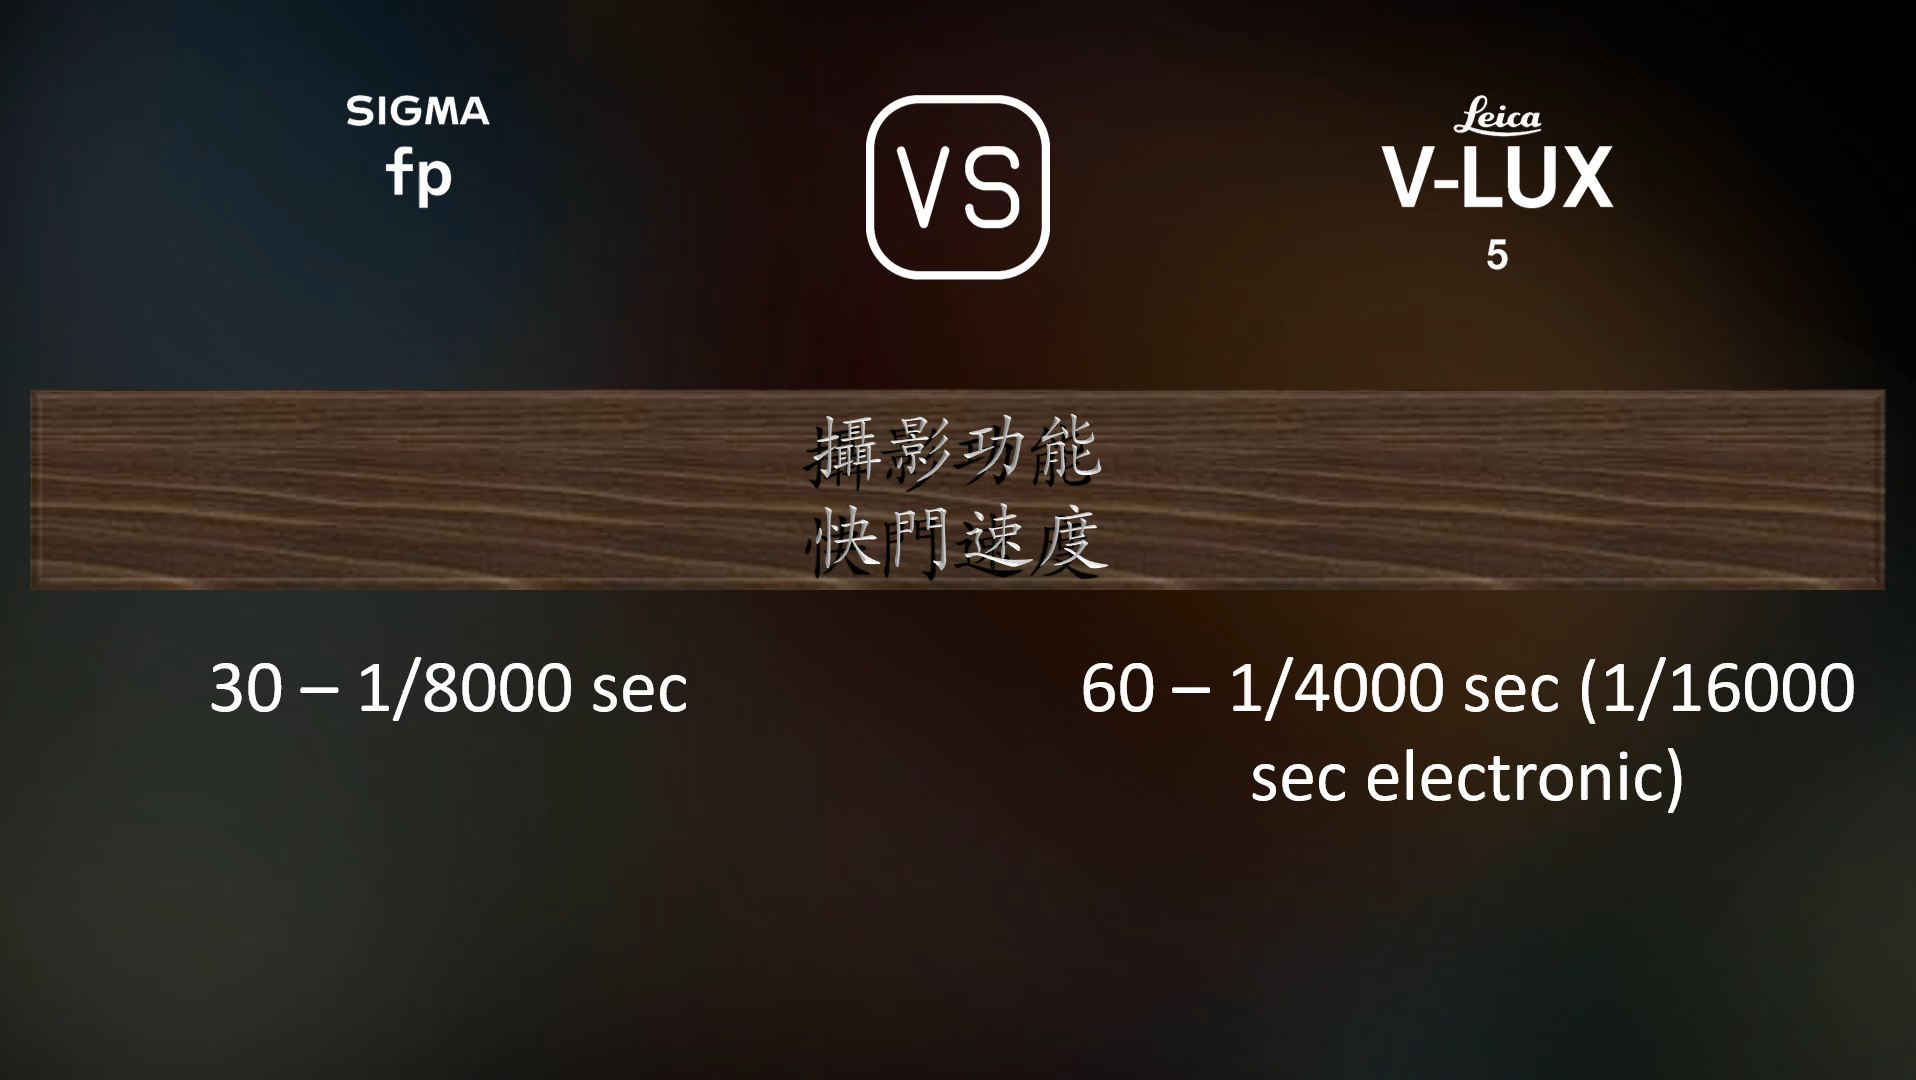 SIGMA
fp
VS
Leica
V-LUX
5
攝影功能
快門速度
30 – 1/8000 sec
60 – 1/4000 sec (1/16000
sec electronic)